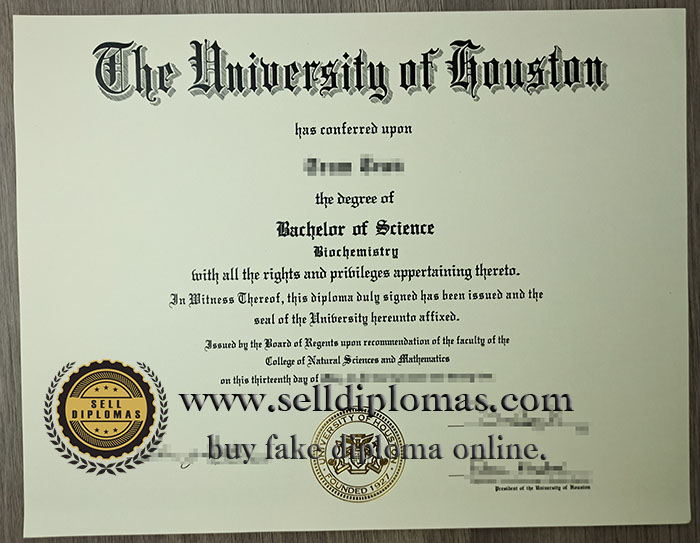 The University of Houston
has conferred upon
the degree of
Bachelor of Science
Biochemistry
with all the rights and privileges appertaining thereto.
In Witness Thereof, this diploma duly signed has been issued and the
seal of the University hereunto affixed.
Issued by the Board of Regents upon recommendation of the faculty of the
College of Natural Sciences and Mathematics
on this thirteenth day of
SELL
DIPLOMAS
www.selldiplomas.com
buy fake diploma online.
UNIVERSITY OF HOUSTON
FOUNDED 1927
President of the University of Houston